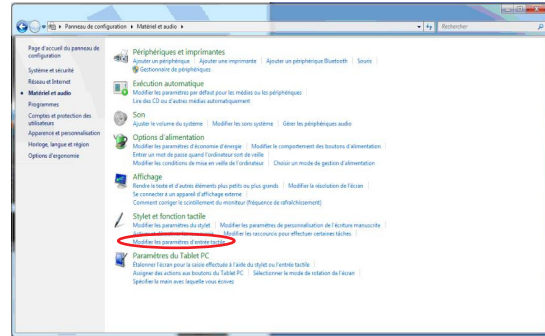 Panneau de configuration ▸ Matériel et audio ▸
Rechercher
Page d'accueil du panneau de
configuration
Système et sécurité
Réseau et Internet
Matériel et audio
Programmes
Comptes et protection des
utilisateurs
Apparence et personnalisation
Horloge, langue et région
Options d'ergonomie
Périphériques et imprimantes
Ajouter un périphérique | Ajouter une imprimante | Ajouter un périphérique Bluetooth | Souris
Gestionnaire de périphériques
Exécution automatique
Modifier les paramètres par défaut pour les médias ou les périphériques
Lire des CD ou d'autres médias automatiquement
Son
Ajuster le volume du système | Modifier les sons système | Gérer les périphériques audio
Options d'alimentation
Modifier les paramètres d'économie d'énergie | Modifier le comportement des boutons d'alimentation
Entrer un mot de passe quand l'ordinateur sort de veille
Modifier les conditions de mise en veille de l'ordinateur | Choisir un mode de gestion d'alimentation
Affichage
Rendre le texte et d'autres éléments plus petits ou plus grands | Modifier la résolution de l'écran
Se connecter à un appareil d'affichage externe
Comment corriger le scintillement du moniteur (fréquence de rafraîchissement)
Stylet et fonction tactile
Modifier les paramètres du stylet | Modifier les paramètres de personnalisation de l'écriture manuscrite
Modifier les raccourcis pour effectuer certaines tâches
Modifier les paramètres d'entrée tactile
Paramètres du Tablet PC
Étalonner l'écran pour la saisie effectuée à l'aide du stylet ou l'entrée tactile
Assigner des actions aux boutons du Tablet PC | Sélectionner le mode de rotation de l'écran
Spécifier la main avec laquelle vous écrivez